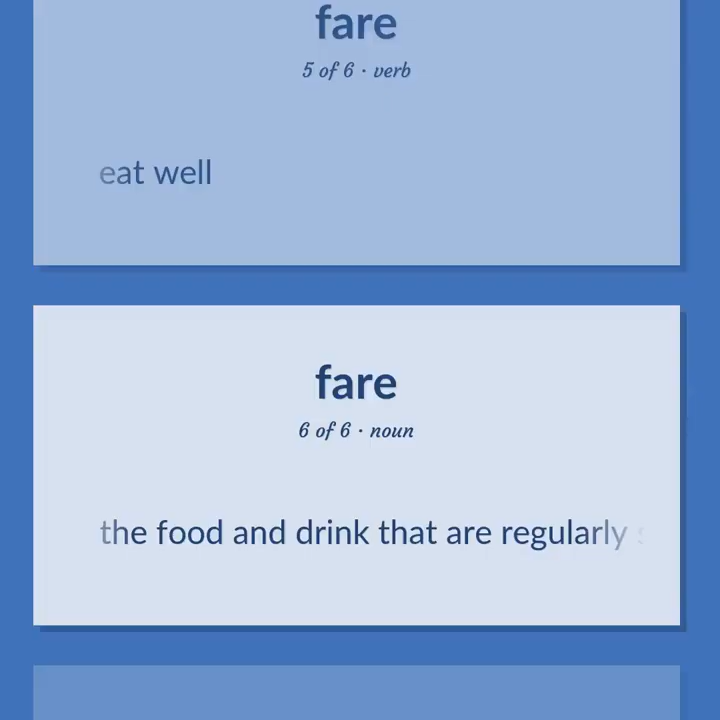 fare
5 of 6 · verb
eat well
fare
6 of 6 · noun
the food and drink that are regularly